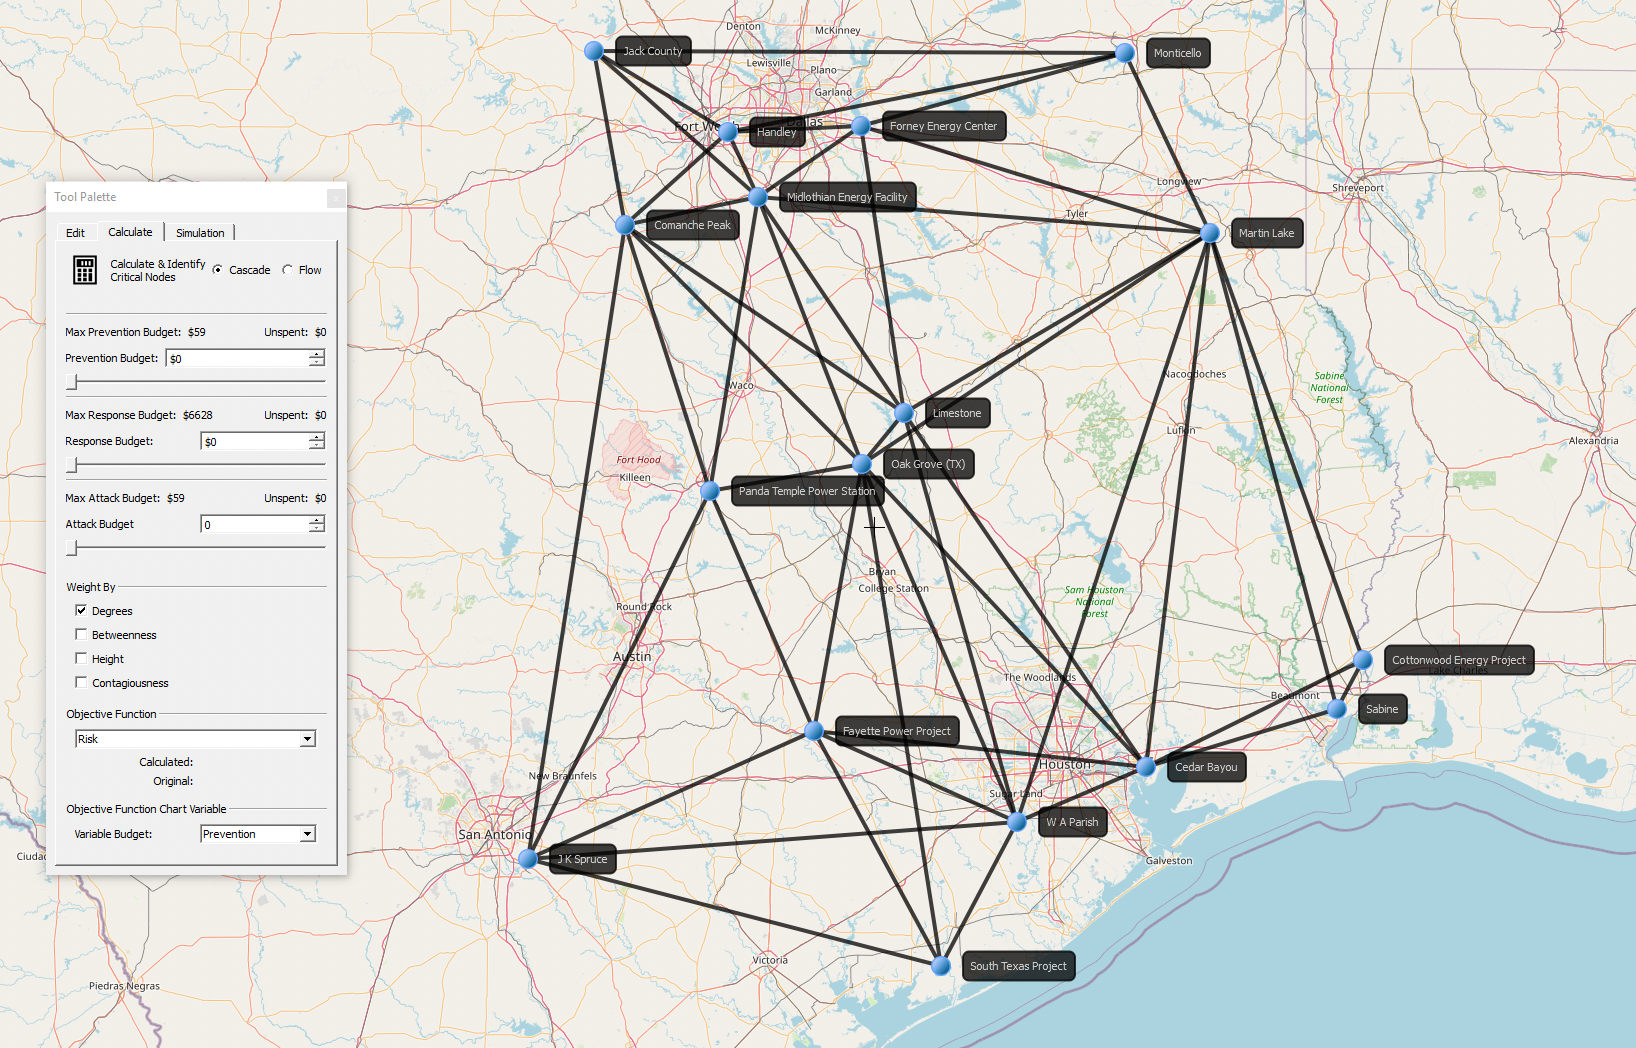 Denton
McKinney
Jack County
Monticello
Lewisville
Plano
Garland
Fort Worth
Handley
Dallas
Forney Energy Center
Longview
Shreveport
Tool Palette
Midlothian Energy Facility
Tyler
Comanche Peak
Martin Lake
Edit
Calculate
Simulation
Calculate & Identify
Critical Nodes
Cascade
Flow
Max Prevention Budget: $59
Unspent: $0
Prevention Budget:
$0
Waco
Nacogdoches
Sabine
National
Forest
Max Response Budget: $6628
Unspent: $0
Limestone
Response Budget:
$0
Lufkin
Alexandria
Fort Hood
Killeen
Oak Grove (TX)
Panda Temple Power Station
Max Attack Budget: $59
Unspent: $0
Attack Budget
0
Bryan
College Station
Weight By
Degrees
Betweenness
Height
Contagiousness
Sam Houston
National
Forest
Round Rock
Austin
The Woodlands
Cottonwood Energy Project
Lake Charles
Beaumont
Sabine
Objective Function
Risk
Fayette Power Project
Calculated:
Original:
Houston
Cedar Bayou
New Braunfels
Sugar Land
Objective Function Chart Variable
Variable Budget:
Prevention
W A Parish
San Antonio
Ciudad
J K Spruce
Galveston
Victoria
South Texas Project
Piedras Negras